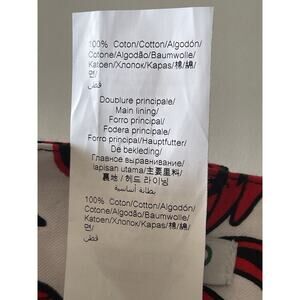 100% Coton/Cotton/Algodón/
Cotone/Algodão/Baumwolle/
Katoen/Хлопок/Kapas/棉/綿/
면/
قطن
Doublure principale/
Main lining/
Forro principal/
Fodera principale/
Forro principal/Hauptfutter/
De bekleding/
Главное выравнивание/
lapisan utama/主要里料/
裏地 / 헤드 라이닝
بطانة أساسية
100% Coton/Cotton/Algodón/
Cotone/Algodão/Baumwolle/
Katoen/Хлопок/Kapas/棉/綿/
면/
قطن